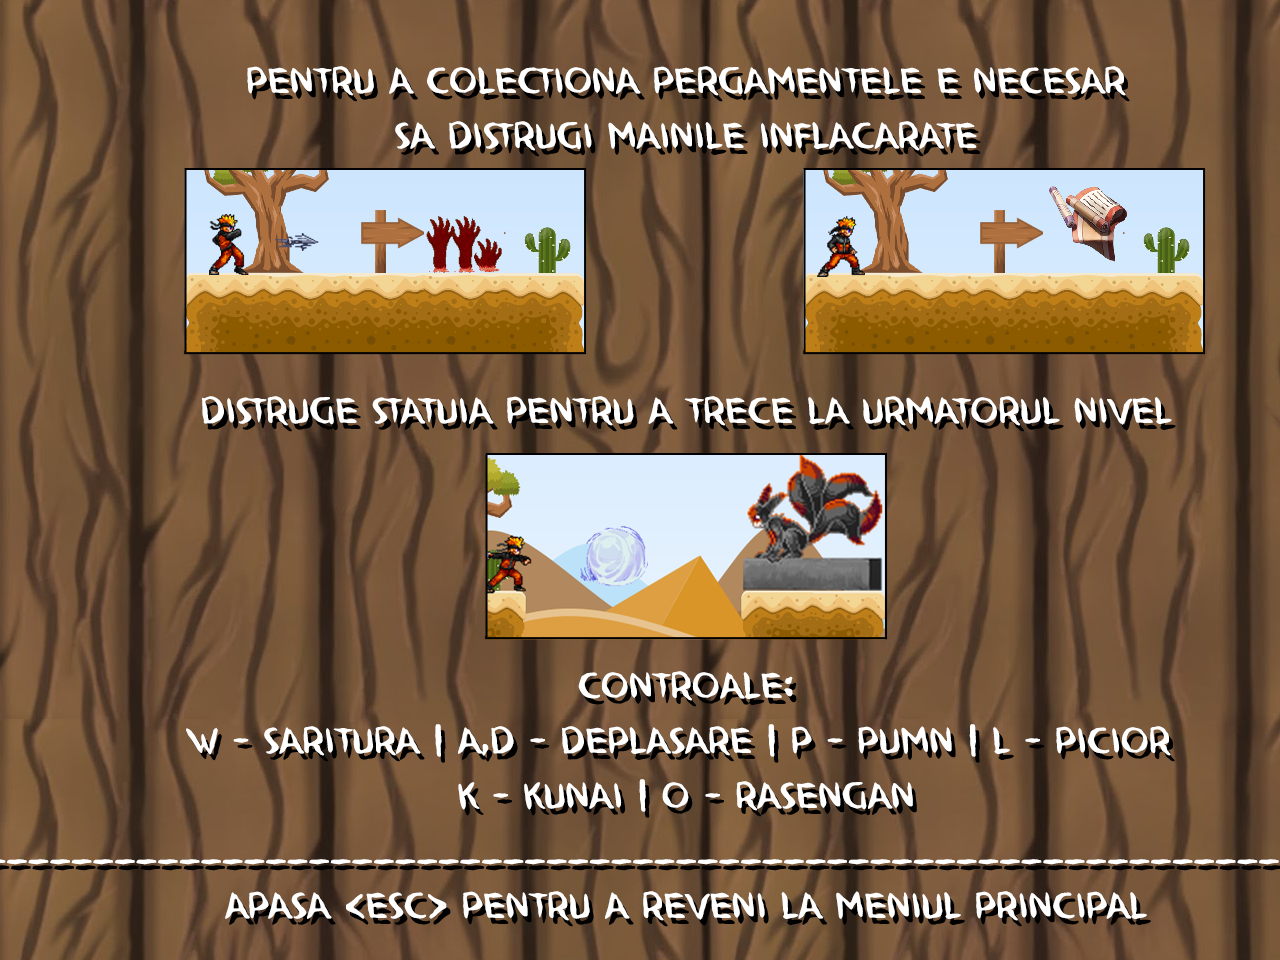 PENTRU A COLECTIONA PERGAMENTELE E NECESAR
SA DISTRUGI MAINILE INFLACARATE
DISTRUGE STATUIA PENTRU A TRECE LA URMATORUL NIVEL
CONTROALE:
W - SARITURA | A,D - DEPLASARE | P - PUMN | L - PICIOR
K - KUNAI | O - RASENGAN
APASA <ESC> PENTRU A REVENI LA MENIUL PRINCIPAL